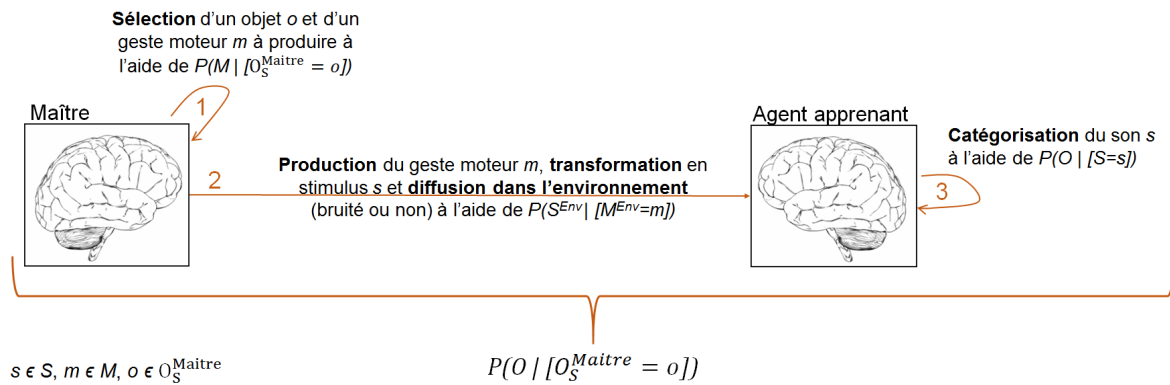 Sélection d'un objet o et d'un
geste moteur m à produire à
l'aide de P(M | [O_S^Maitre = o])
Maître
1
Agent apprenant
Catégorisation du son s
à l'aide de P(O | [S=s])
2
Production du geste moteur m, transformation en
stimulus s et diffusion dans l'environnement
(bruité ou non) à l'aide de P(S^Env | [M^Env=m])
3
s ϵ S, m ϵ M, o ϵ O_S^Maitre
P(O | [O_S^Maitre = o])